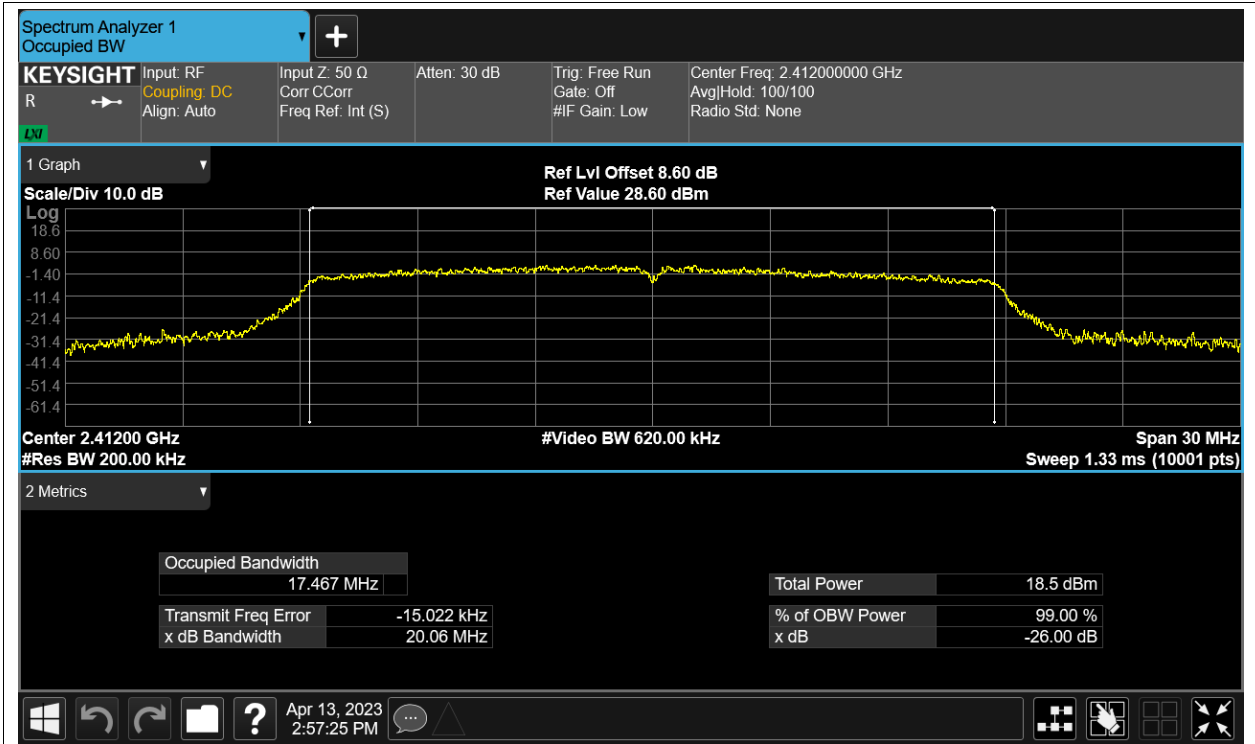 Spectrum Analyzer 1
Occupied BW
KEYSIGHT
R
LXI
Input: RF
Coupling: DC
Align: Auto
Input Z: 50 Ω
Corr CCorr
Freq Ref: Int (S)
Atten: 30 dB
Trig: Free Run
Gate: Off
#IF Gain: Low
Center Freq: 2.412000000 GHz
Avg|Hold: 100/100
Radio Std: None
1 Graph
Scale/Div 10.0 dB
Ref Lvl Offset 8.60 dB
Ref Value 28.60 dBm
Log
18.6
8.60
-1.40
-11.4
-21.4
-31.4
-41.4
-51.4
-61.4
Center 2.41200 GHz
#Res BW 200.00 kHz
#Video BW 620.00 kHz
Span 30 MHz
Sweep 1.33 ms (10001 pts)
2 Metrics
Occupied Bandwidth
17.467 MHz
Transmit Freq Error -15.022 kHz
x dB Bandwidth 20.06 MHz
Total Power 18.5 dBm
% of OBW Power 99.00 %
x dB -26.00 dB
?
Apr 13, 2023
2:57:25 PM